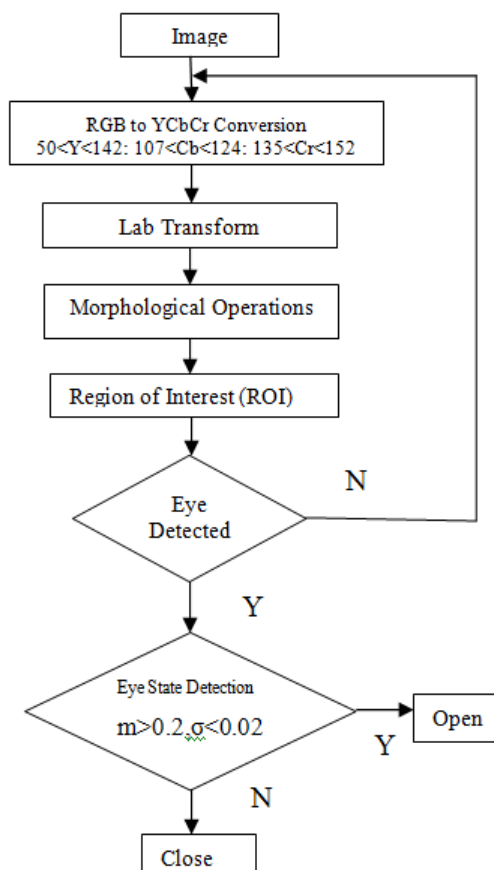 Image
RGB to YCbCr Conversion
50<Y<142: 107<Cb<124: 135<Cr<152
Lab Transform
Morphological Operations
Region of Interest (ROI)
Eye
Detected
N
Y
Eye State Detection
m>0.2,σ<0.02
Open
Y
N
Close